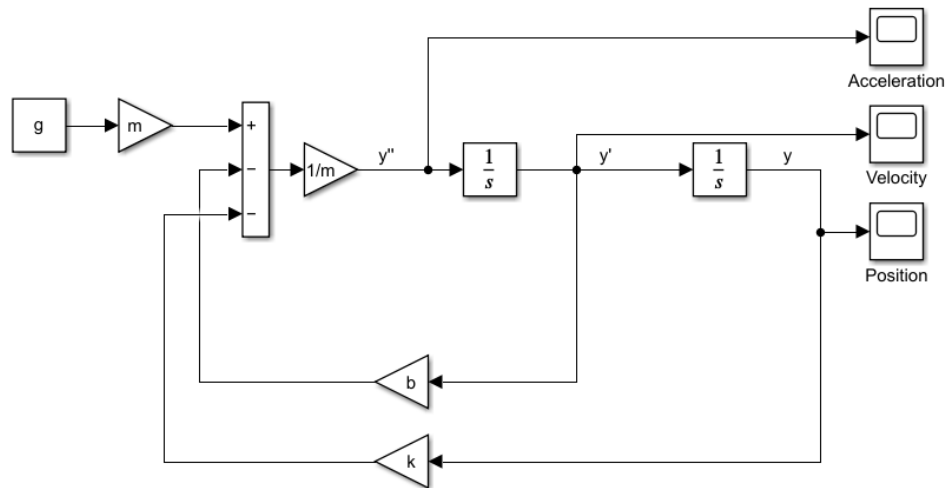 Acceleration
g
m
+
−
−
1/m
y''
1
s
y'
1
s
y
Velocity
Position
b
k